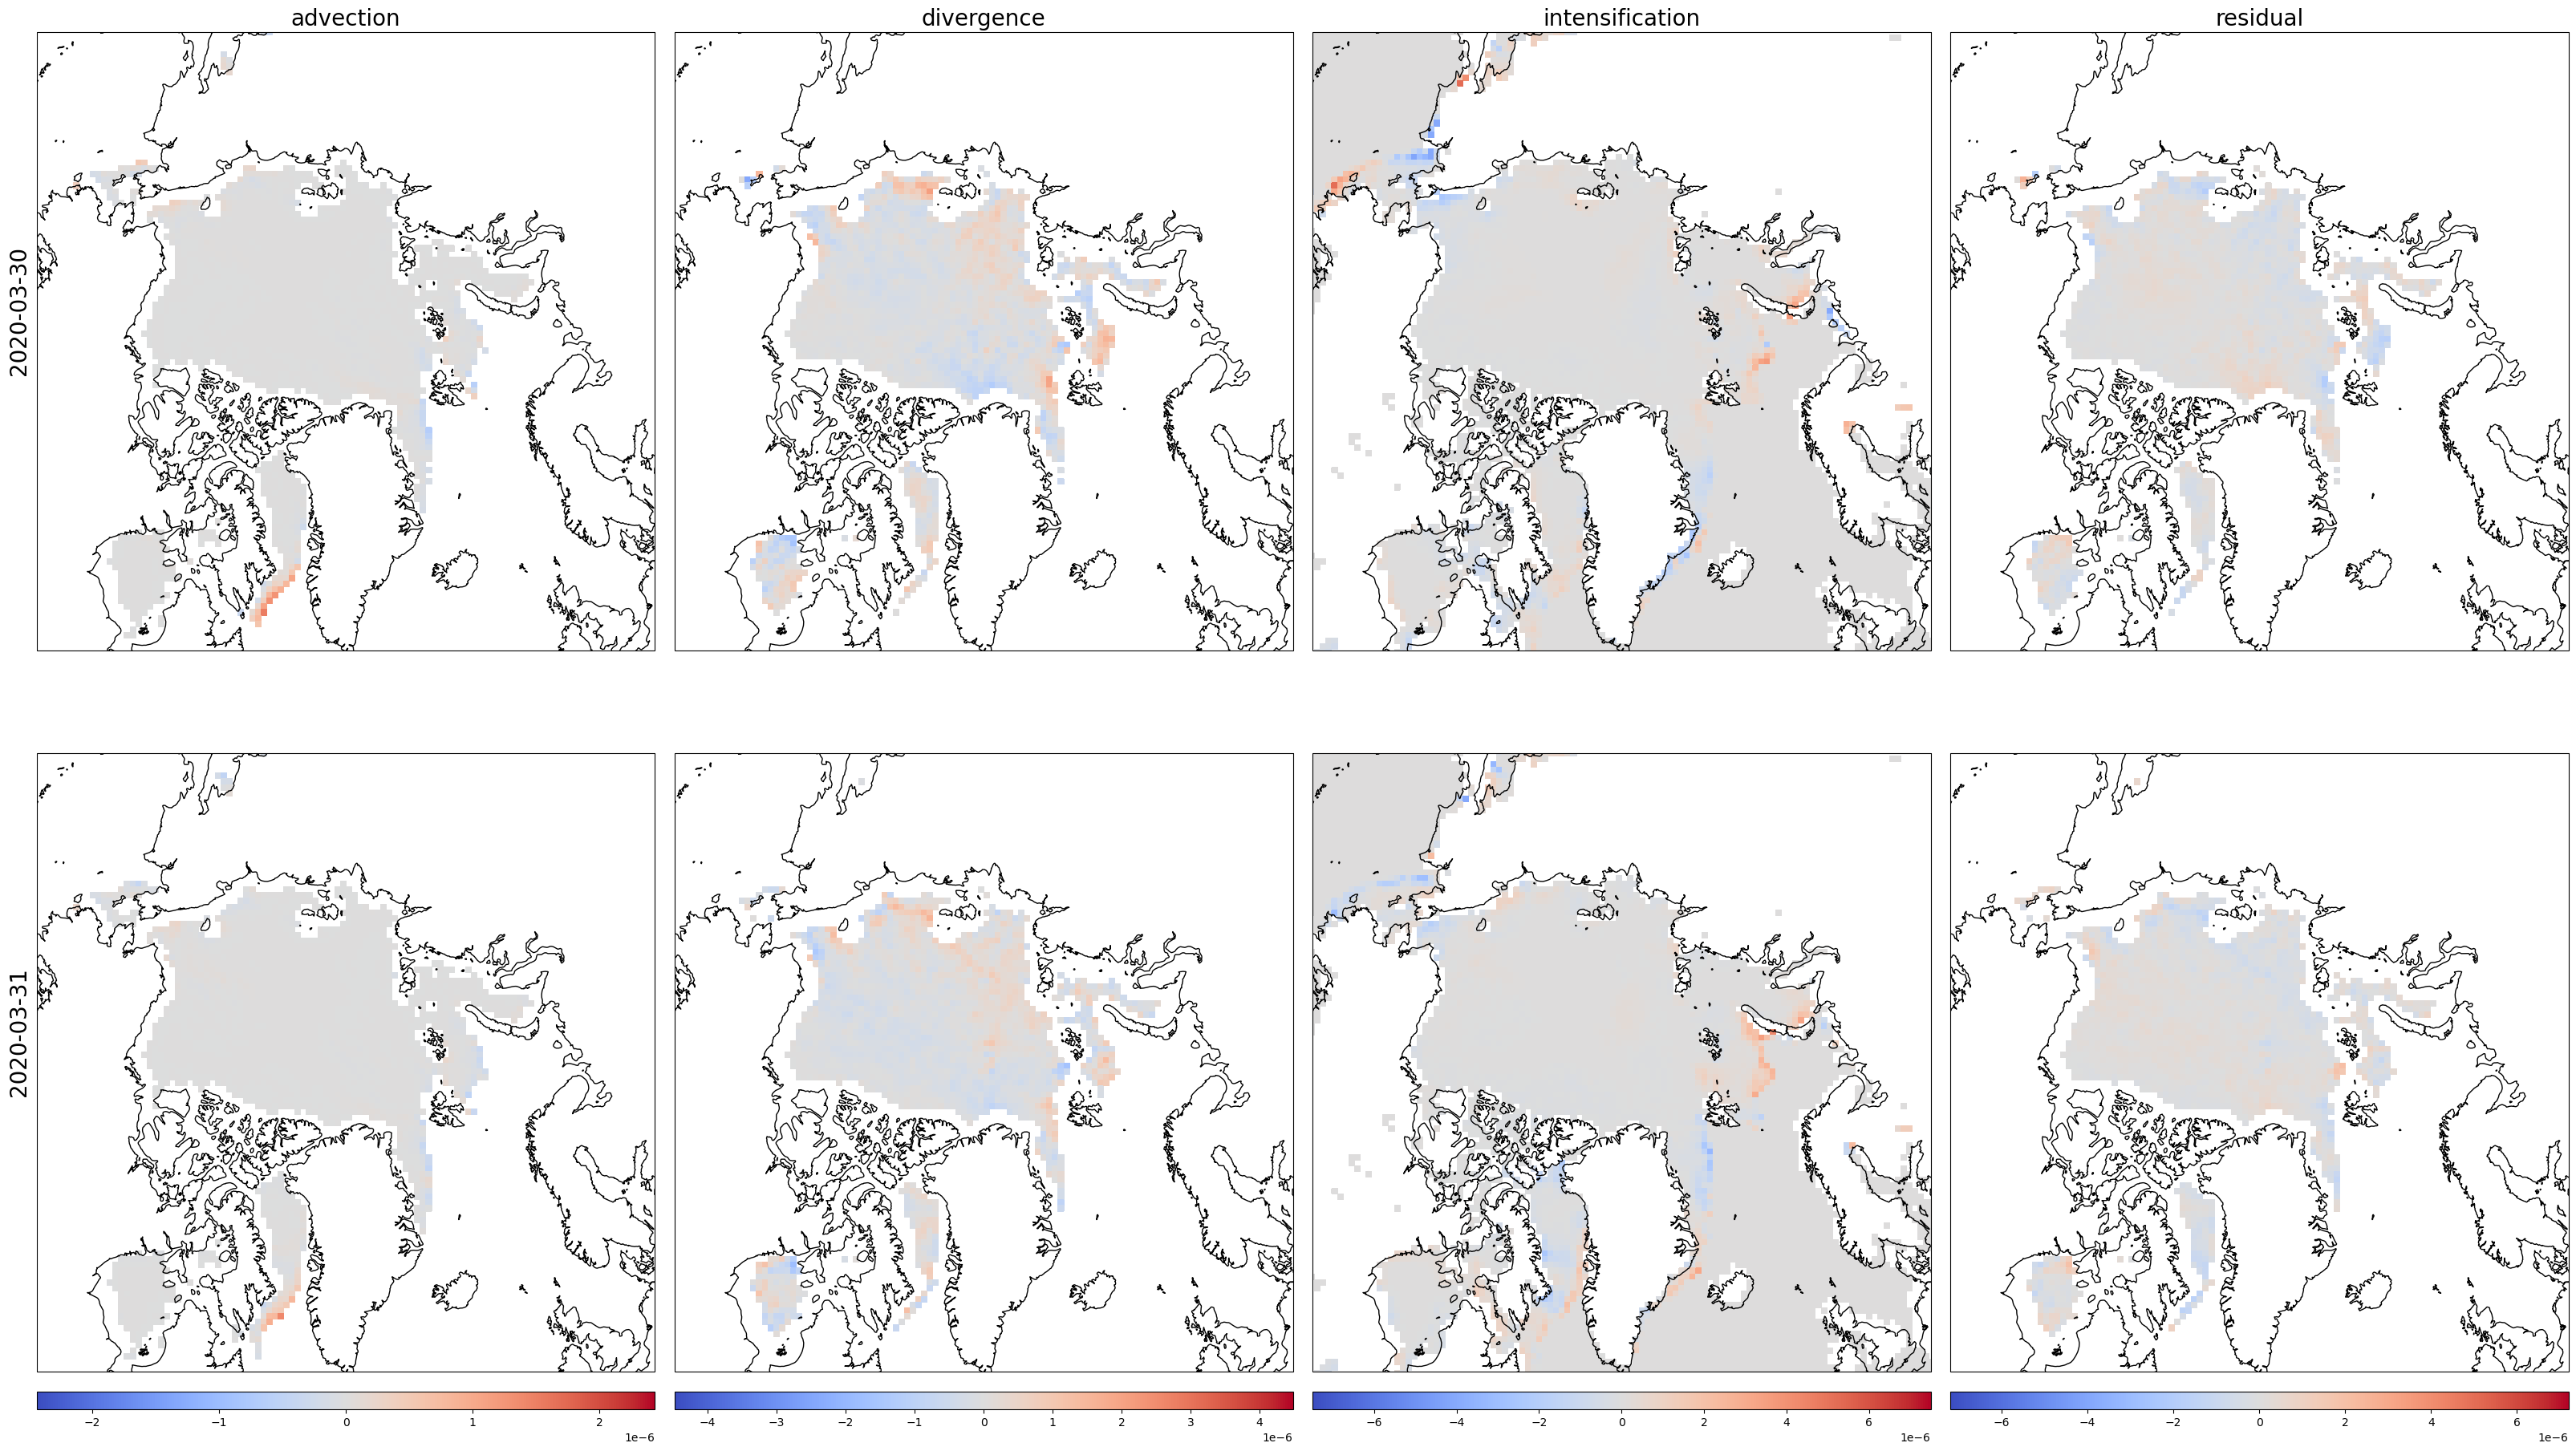 advection divergence intensification residual
2020-03-30
2020-03-31
−2 −1 0 1 2 −4 −3 −2 −1 0 1 2 3 4 −6 −4 −2 0 2 4 6 −6 −4 −2 0 2 4 6
1e−6 1e−6 1e−6 1e−6